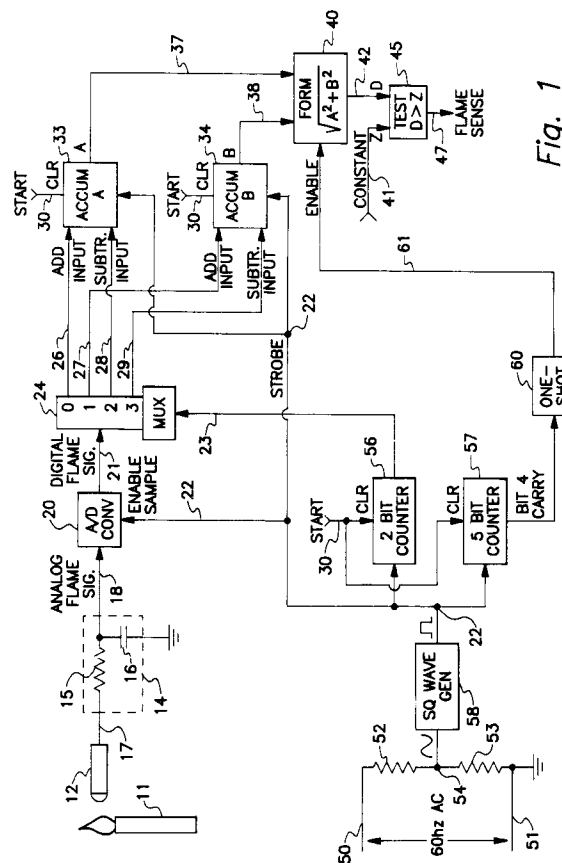 START
30
CLR
33
ACCUM
A
A
37
START
30
CLR
34
ACCUM
B
B
38
40
FORM
√A²+B²
42
D
45
TEST
D > Z
CONSTANT
Z
41
47
FLAME
SENSE
ENABLE
61
Fig. 1
26
ADD
INPUT
27
28
SUBTR.
INPUT
29
ADD
INPUT
SUBTR.
INPUT
22
STROBE
24
0
1
2
3
MUX
DIGITAL FLAME
SIG.
21
20
A/D
CONV
ENABLE
SAMPLE
22
ANALOG
FLAME
SIG.
18
15
16
14
17
12
11
23
56
START
30
CLR
2 BIT
COUNTER
57
CLR
5 BIT
COUNTER
BIT 4
CARRY
60
ONE-
SHOT
22
SQ WAVE
GEN
58
52
53
54
50
60hz AC
51